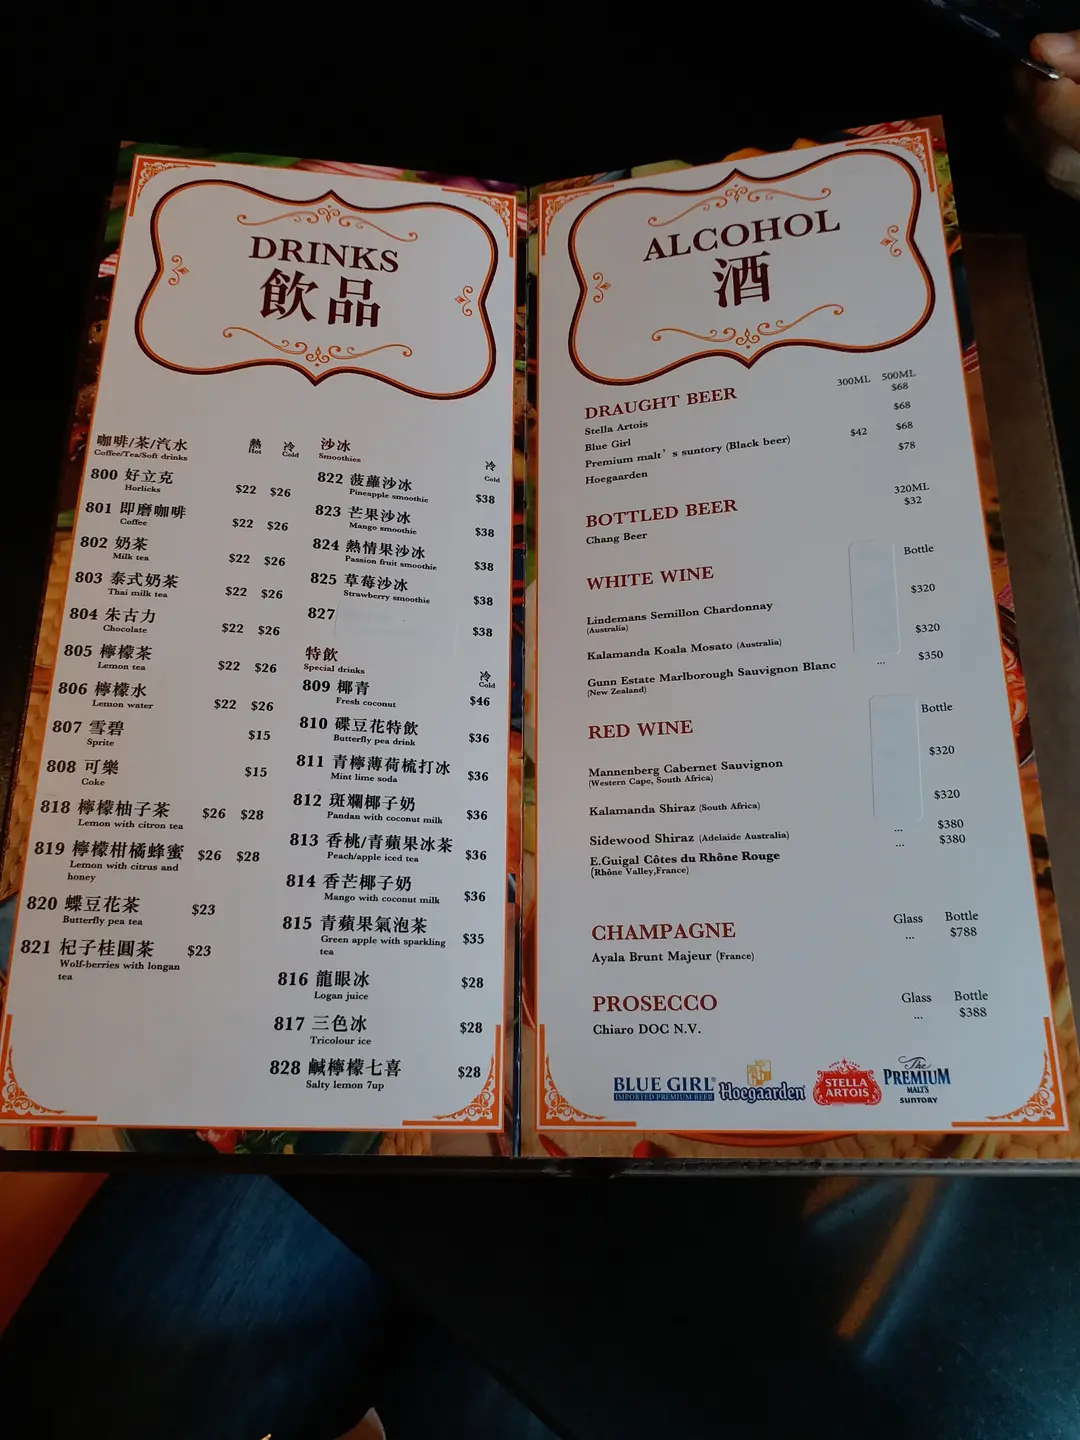 DRINKS
飲品
咖啡/茶/汽水 熱 冷
Coffee/Tea/Soft drinks Hot Cold
800 好立克 $22 $26
Horlicks
801 即磨咖啡 $22 $26
Coffee
802 奶茶 $22 $26
Milk tea
803 泰式奶茶 $22 $26
Thai milk tea
804 朱古力 $22 $26
Chocolate
805 檸檬茶 $22 $26
Lemon tea
806 檸檬水 $22 $26
Lemon water
807 雪碧 $15
Sprite
808 可樂 $15
Coke
818 檸檬柚子茶 $26 $28
Lemon with citron tea
819 檸檬柑橘蜂蜜 $26 $28
Lemon with citrus and
honey
820 蝶豆花茶 $23
Butterfly pea tea
821 杞子桂圓茶 $23
Wolf-berries with longan
tea
沙冰 冷
Smoothies Cold
822 菠蘿沙冰 $38
Pineapple smoothie
823 芒果沙冰 $38
Mango smoothie
824 熱情果沙冰 $38
Passion fruit smoothie
825 草莓沙冰 $38
Strawberry smoothie
827 $38
特飲 冷
Special drinks Cold
809 椰青 $46
Fresh coconut
810 碟豆花特飲 $36
Butterfly pea drink
811 青檸薄荷梳打冰 $36
Mint lime soda
812 斑斕椰子奶 $36
Pandan with coconut milk
813 香桃/青蘋果冰茶 $36
Peach/apple iced tea
814 香芒椰子奶 $36
Mango with coconut milk
815 青蘋果氣泡茶 $35
Green apple with sparkling
tea
816 龍眼冰 $28
Logan juice
817 三色冰 $28
Tricolour ice
828 鹹檸檬七喜 $28
Salty lemon 7up
ALCOHOL
酒
DRAUGHT BEER 300ML 500ML
Stella Artois $68
Blue Girl $68
Premium malt's suntory (Black beer) $42 $68
Hoegaarden $78
BOTTLED BEER 320ML
Chang Beer $32
WHITE WINE Bottle
Lindemans Semillon Chardonnay $320
(Australia)
Kalamanda Koala Mosato (Australia) $320
Gunn Estate Marlborough Sauvignon Blanc ... $350
(New Zealand)
RED WINE Bottle
Mannenberg Cabernet Sauvignon $320
(Western Cape, South Africa)
Kalamanda Shiraz (South Africa) $320
Sidewood Shiraz (Adelaide Australia) ... $380
E.Guigal Côtes du Rhône Rouge ... $380
(Rhône Valley,France)
CHAMPAGNE Glass Bottle
Ayala Brunt Majeur (France) ... $788
PROSECCO Glass Bottle
Chiaro DOC N.V. ... $388
BLUE GIRL
IMPORTED PREMIUM BEER
Hoegaarden
STELLA
ARTOIS
The
PREMIUM
MALT'S
SUNTORY